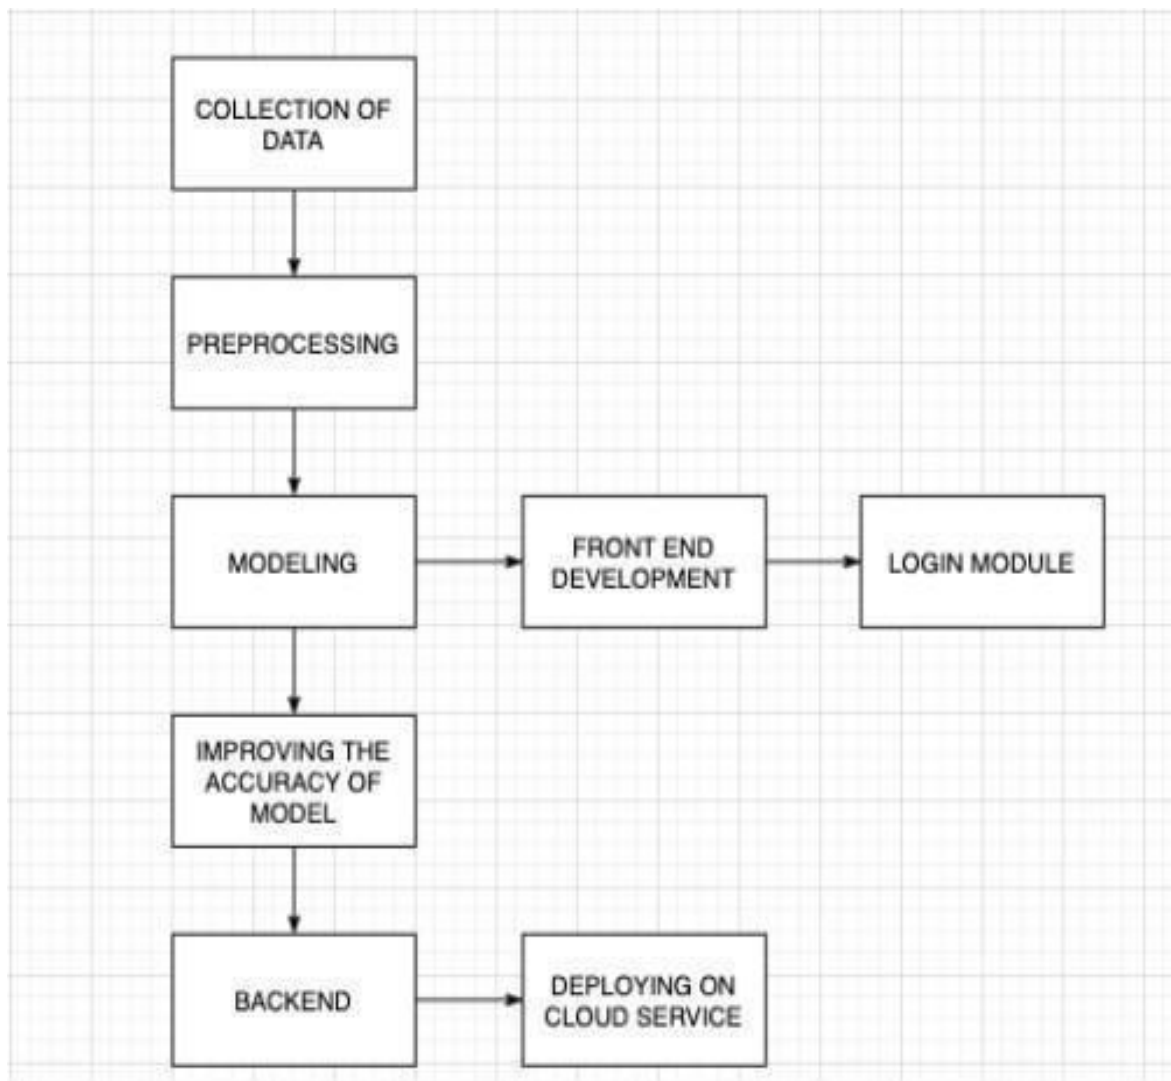 COLLECTION OF
DATA
PREPROCESSING
MODELING
FRONT END
DEVELOPMENT
LOGIN MODULE
IMPROVING THE
ACCURACY OF
MODEL
BACKEND
DEPLOYING ON
CLOUD SERVICE